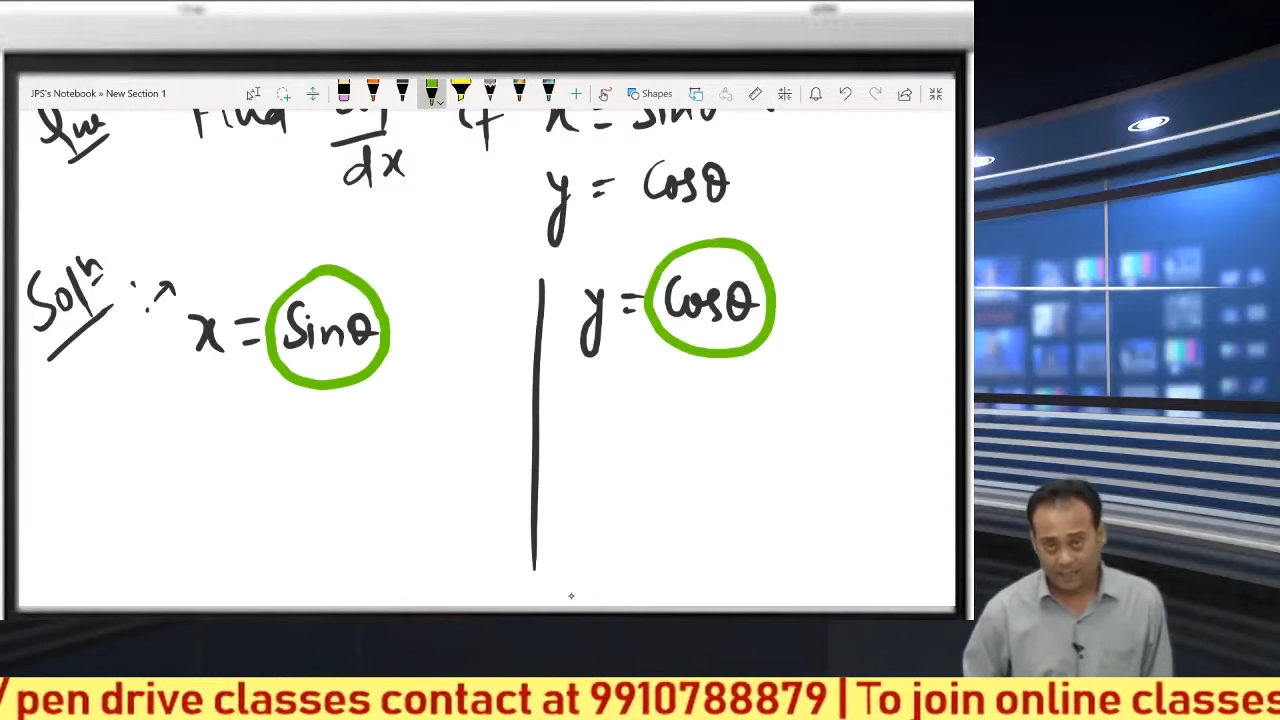 JPS's Notebook » New Section 1
Shapes
Find dy/dx if x = Sinθ
y = Cosθ
Solⁿ :→ x = Sinθ
y = Cosθ
/ pen drive classes contact at 9910788879 | To join online classes